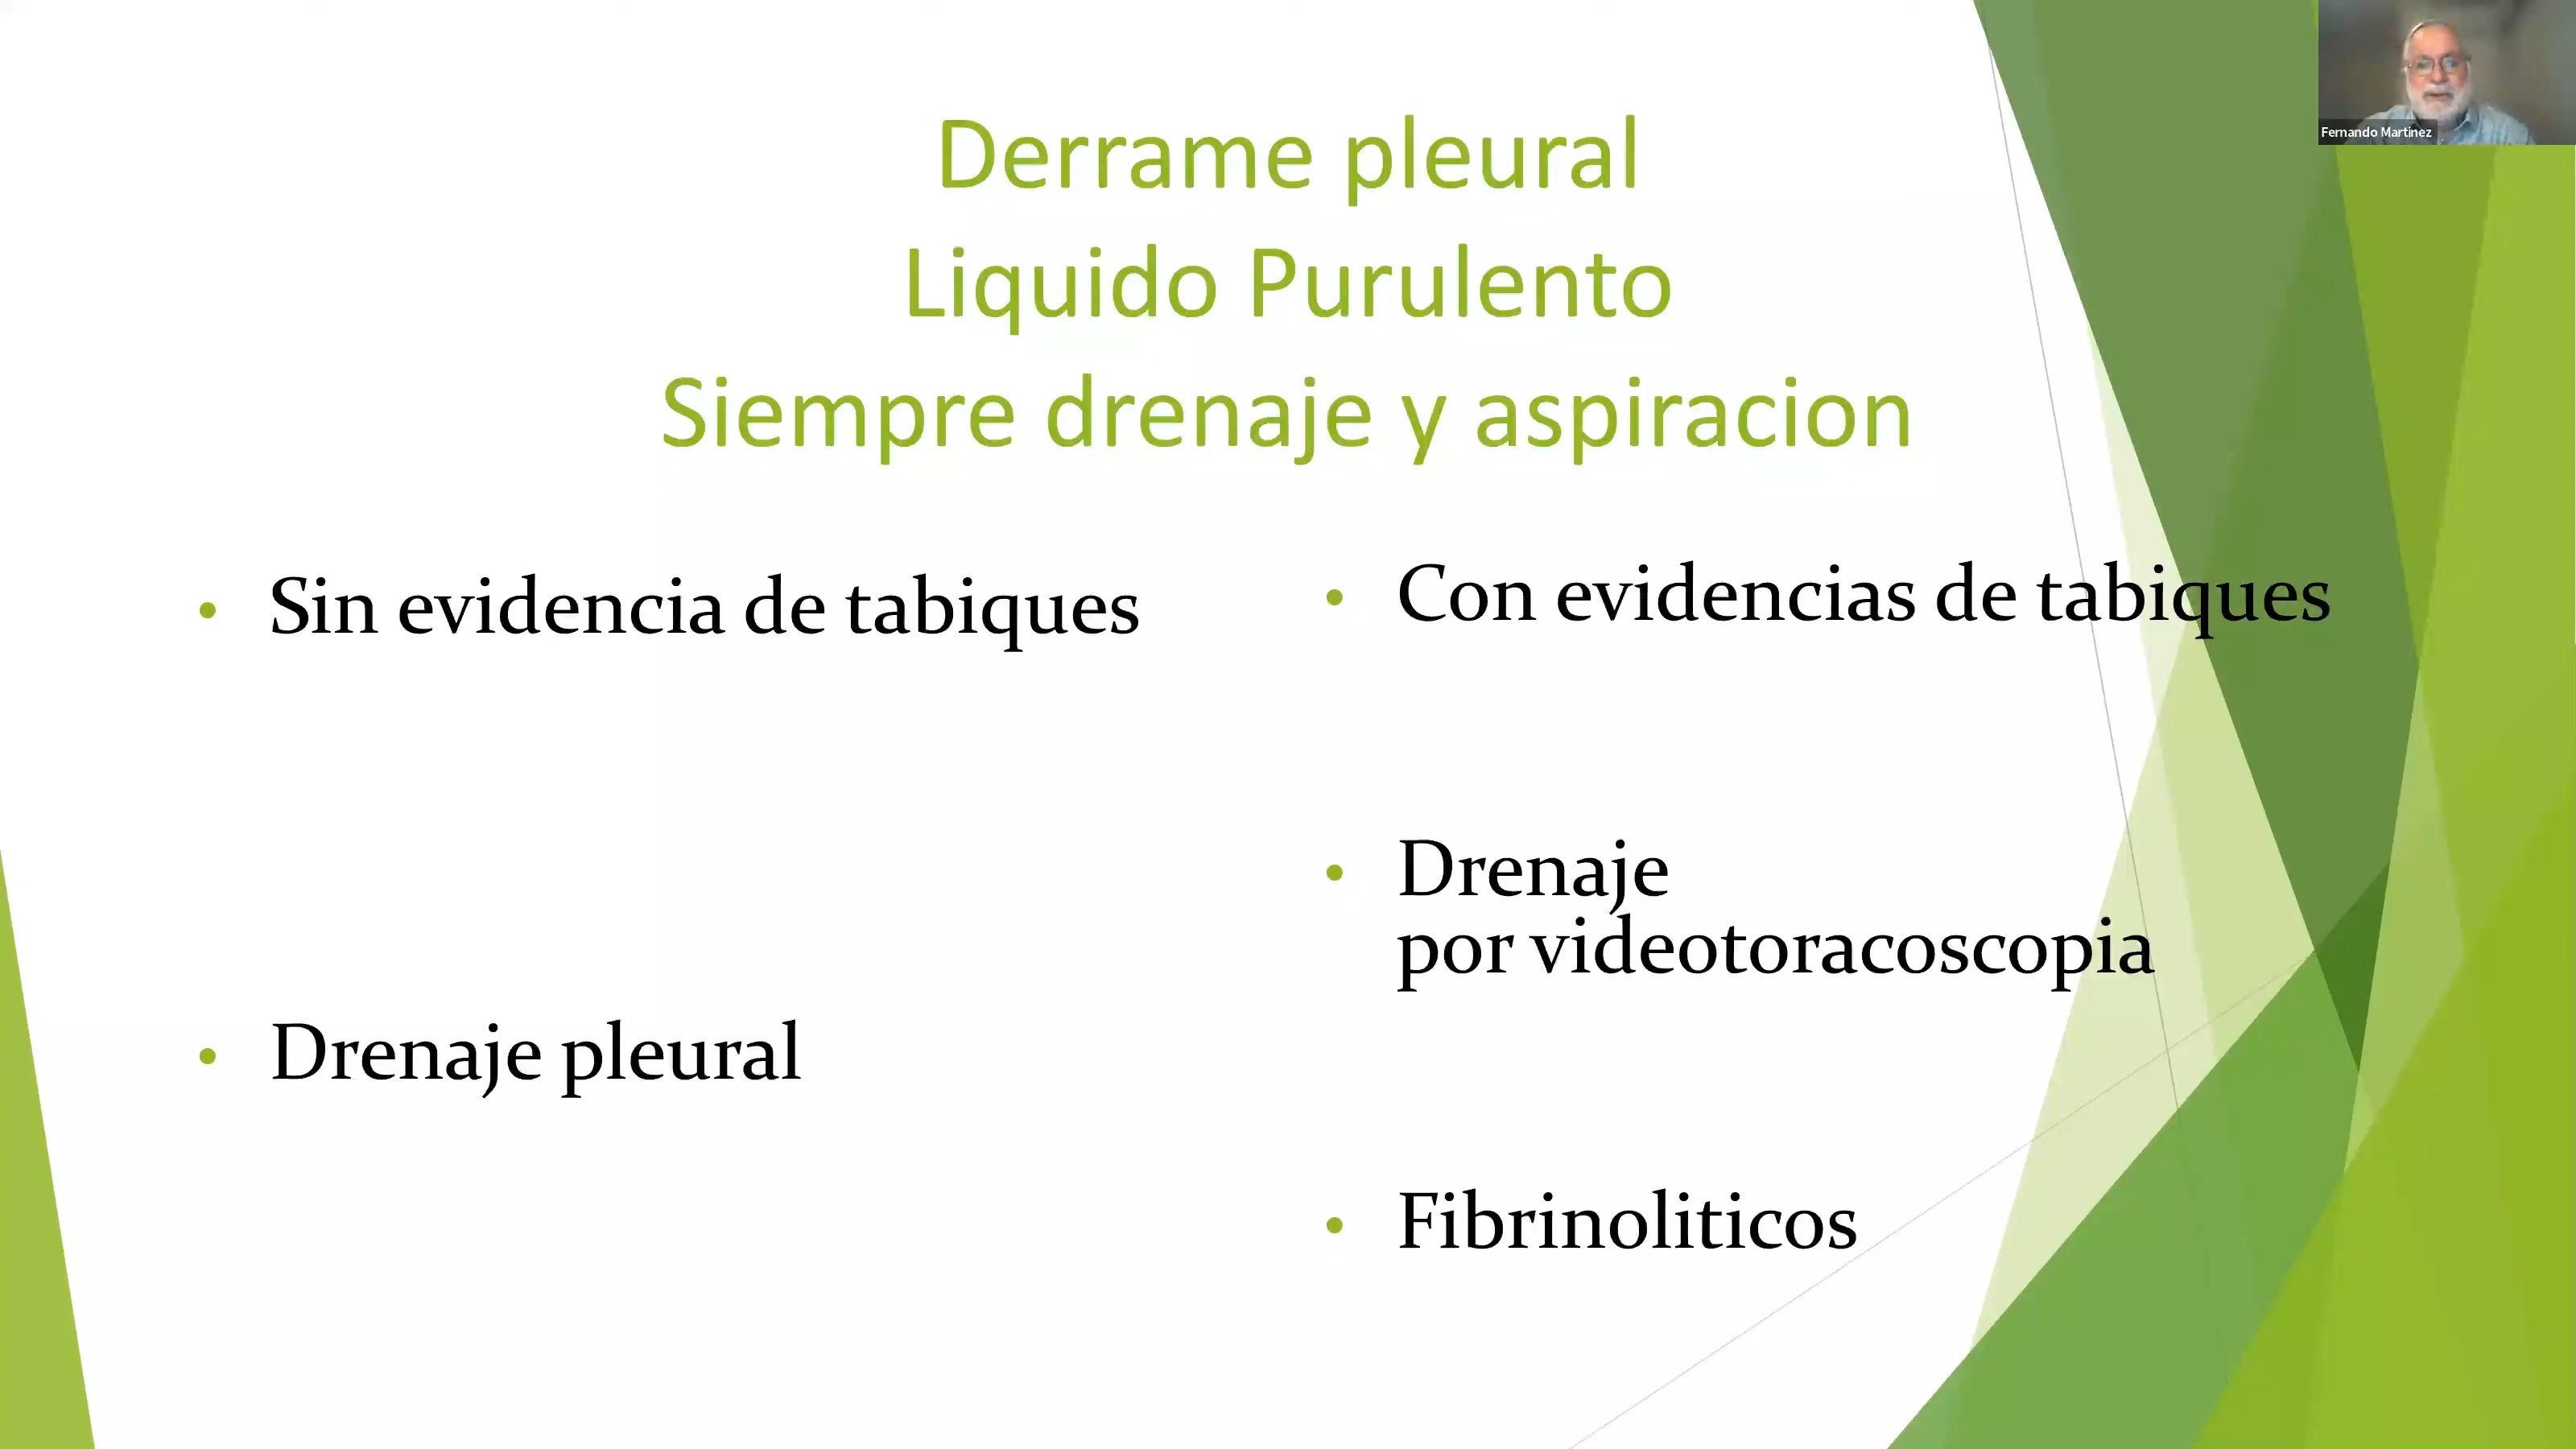 Derrame pleural
Liquido Purulento
Siempre drenaje y aspiracion
Sin evidencia de tabiques
Drenaje pleural
Con evidencias de tabiques
Drenaje
por videotoracoscopia
Fibrinoliticos
Fernando Martinez